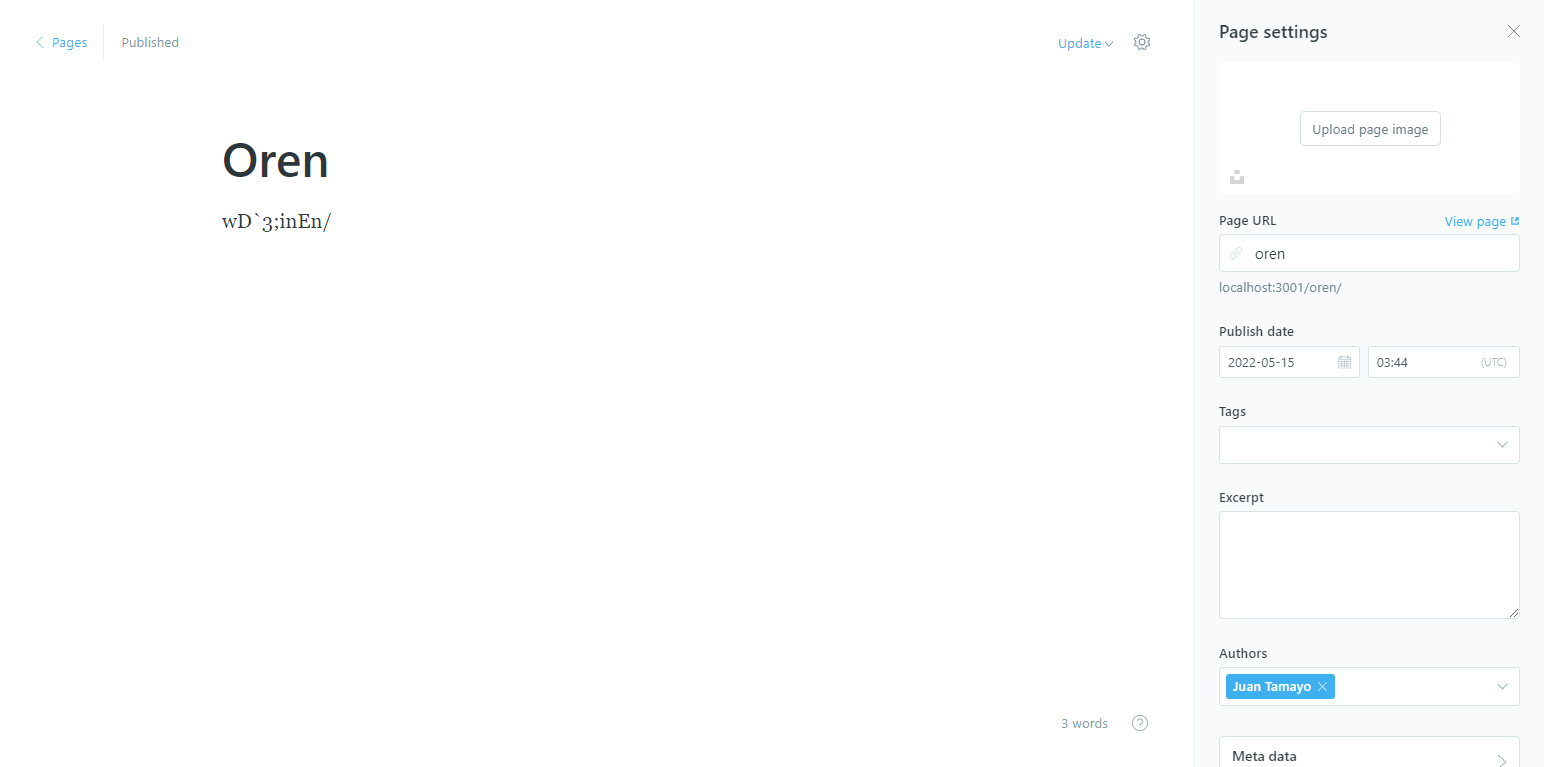 Pages
Published
Update
Oren
wD`3;inEn/
3 words
Page settings
Upload page image
Page URL
View page
oren
localhost:3001/oren/
Publish date
2022-05-15
03:44
(UTC)
Tags
Excerpt
Authors
Juan Tamayo
Meta data